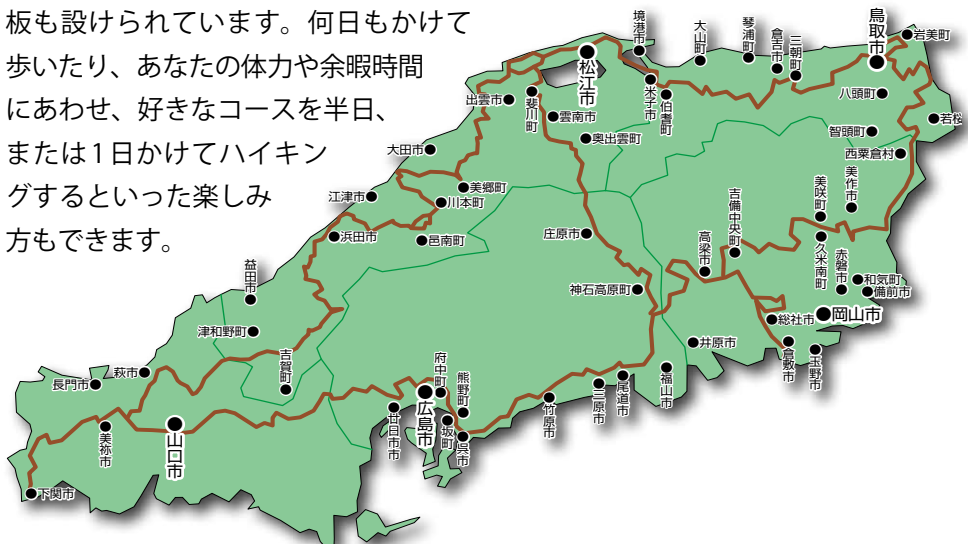 板も設けられています。何日もかけて
歩いたり、あなたの体力や余暇時間
にあわせ、好きなコースを半日、
または1日かけてハイキン
グするといった楽しみ
方もできます。
鳥取市
岩美町
境港市
大山町
琴浦町
倉吉市
三朝町
松江市
米子市
伯耆町
八頭町
若桜
出雲市
斐川町
雲南市
奥出雲町
智頭町
西粟倉村
大田市
美郷町
川本町
江津市
浜田市
邑南町
庄原市
吉備中央町
美咲町
美作市
高梁市
久米南町
赤磐市
和気町
備前市
益田市
神石高原町
総社市
岡山市
津和野町
井原市
倉敷市
玉野市
吉賀町
府中町
熊野町
萩市
長門市
広島市
廿日市市
坂町
呉市
竹原市
三原市
尾道市
福山市
美祢市
山口市
下関市